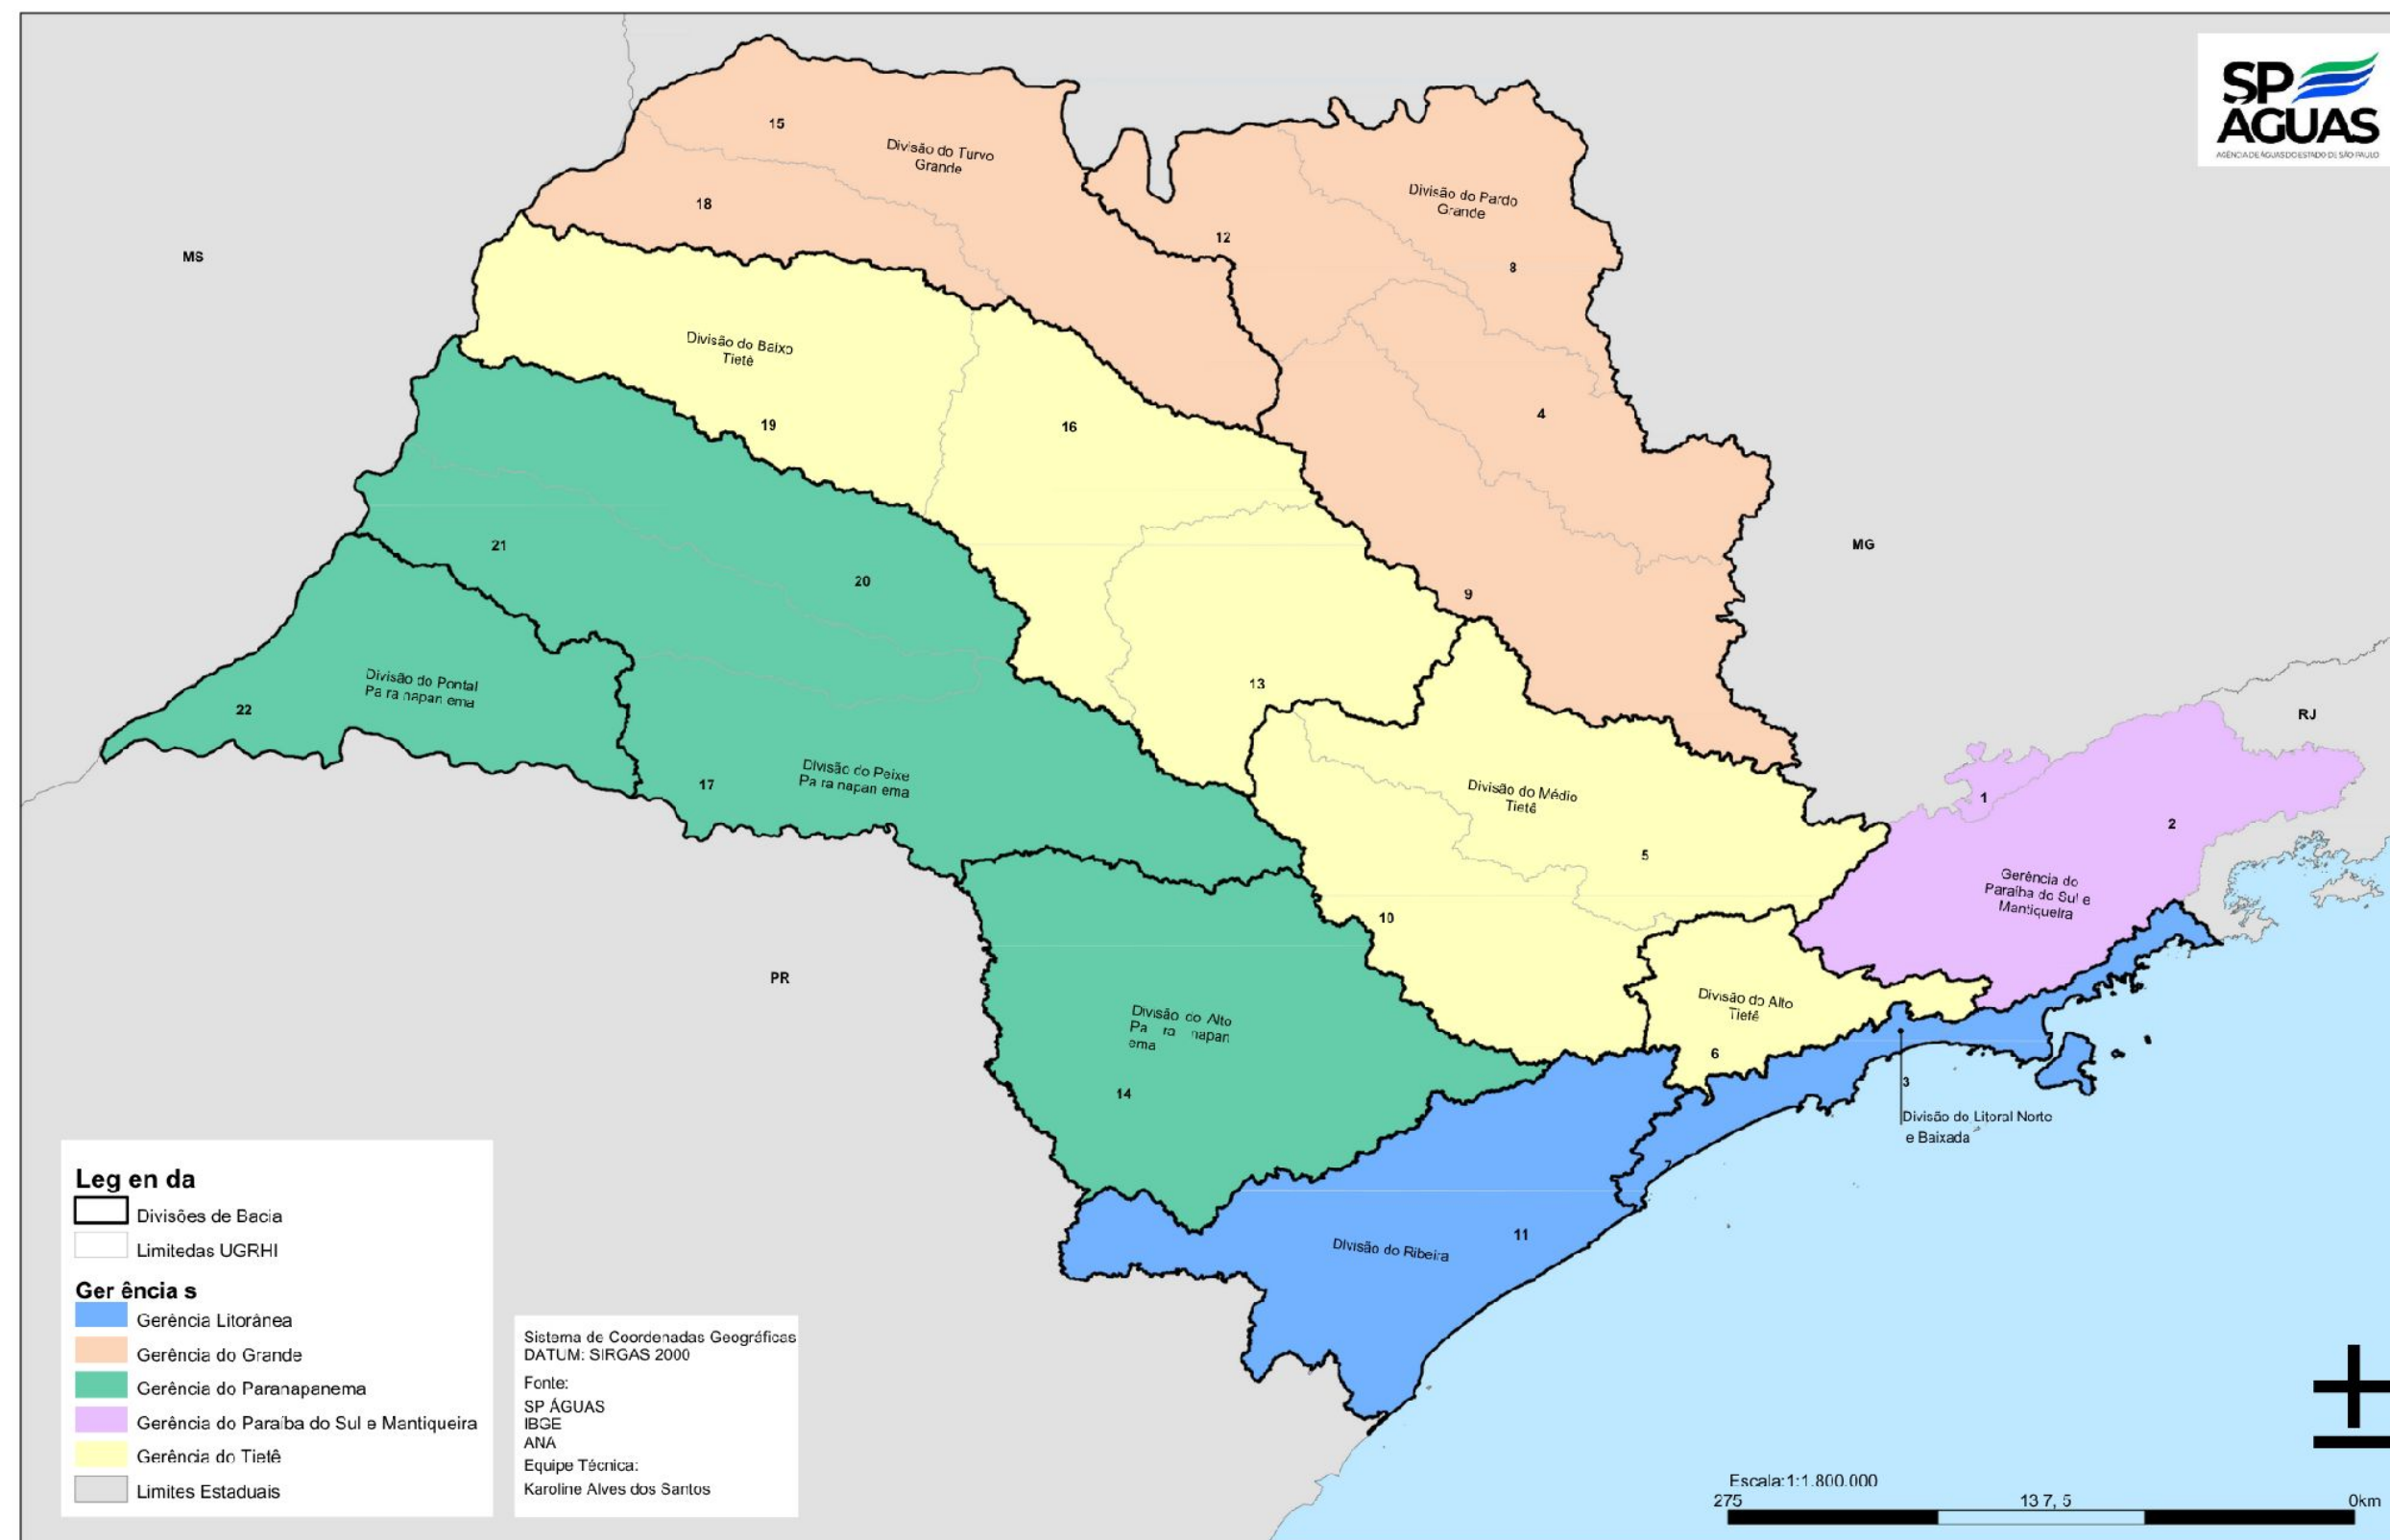 SP
ÁGUAS
AGÊNCIA DE ÁGUAS DO ESTADO DE SÃO PAULO
15
Divisão do Turvo
Grande
Divisão do Pardo
Grande
18
12
MS
8
Divisão do Baixo
Tietê
4
19
16
21
MG
20
9
Divisão do Pontal
Pa ra napan ema
22
13
RJ
17
Divisão do Peixe
Pa ra napan ema
Divisão do Médio
Tietê
1
2
5
Gerência do
Paraíba do Sul e
Mantiqueira
10
PR
Divisão do Alto
Tietê
Divisão do Alto
Pa ra napan
ema
6
3
14
Divisão do Litoral Norto
e Baixada
7
11
Divisão do Ribeira
Leg en da
Divisões de Bacia
Limitedas UGRHI
Ger ência s
Gerência Litorânea
Gerência do Grande
Gerência do Paranapanema
Gerência do Paraíba do Sul e Mantiqueira
Gerência do Tietê
Limites Estaduais
Sistema de Coordenadas Geográficas
DATUM: SIRGAS 2000
Fonte:
SP ÁGUAS
IBGE
ANA
Equipe Técnica:
Karoline Alves dos Santos
Escala:1:1.800.000
275 13 7, 5 0km